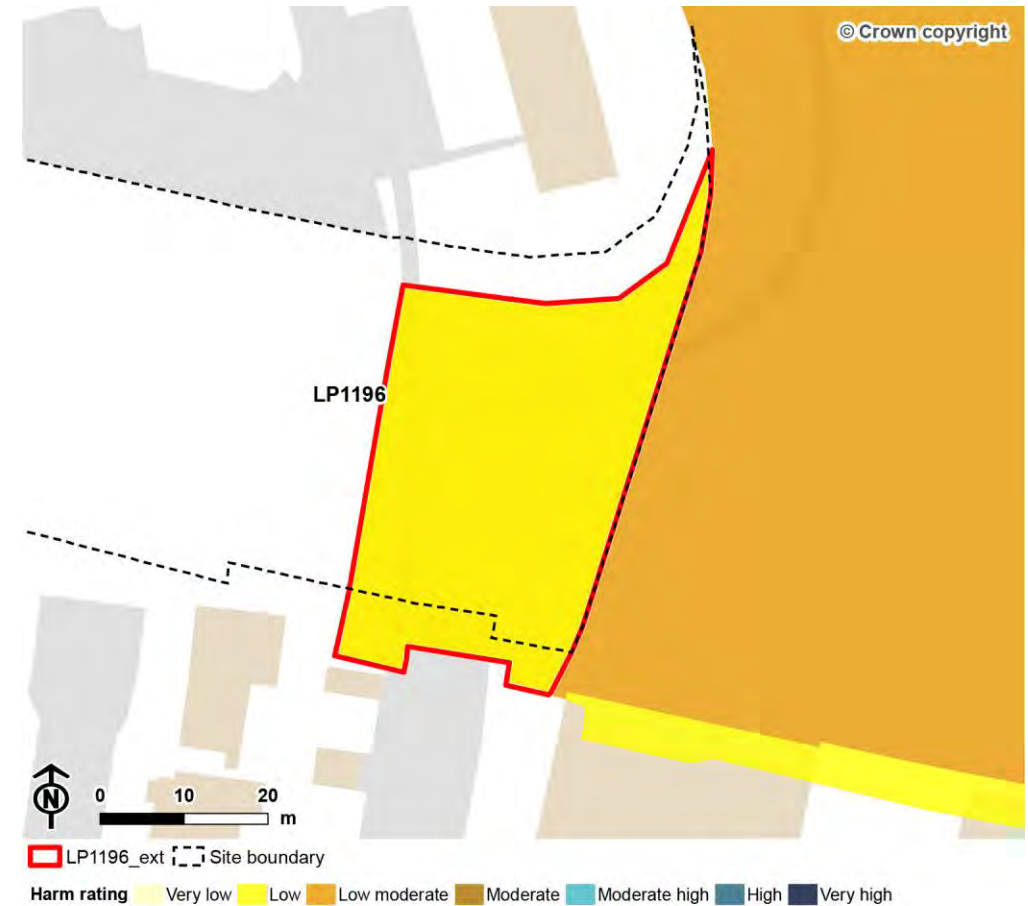 © Crown copyright
LP1196
N
0 10 20
m
LP1196_ext Site boundary
Harm rating Very low Low Low moderate Moderate Moderate high High Very high